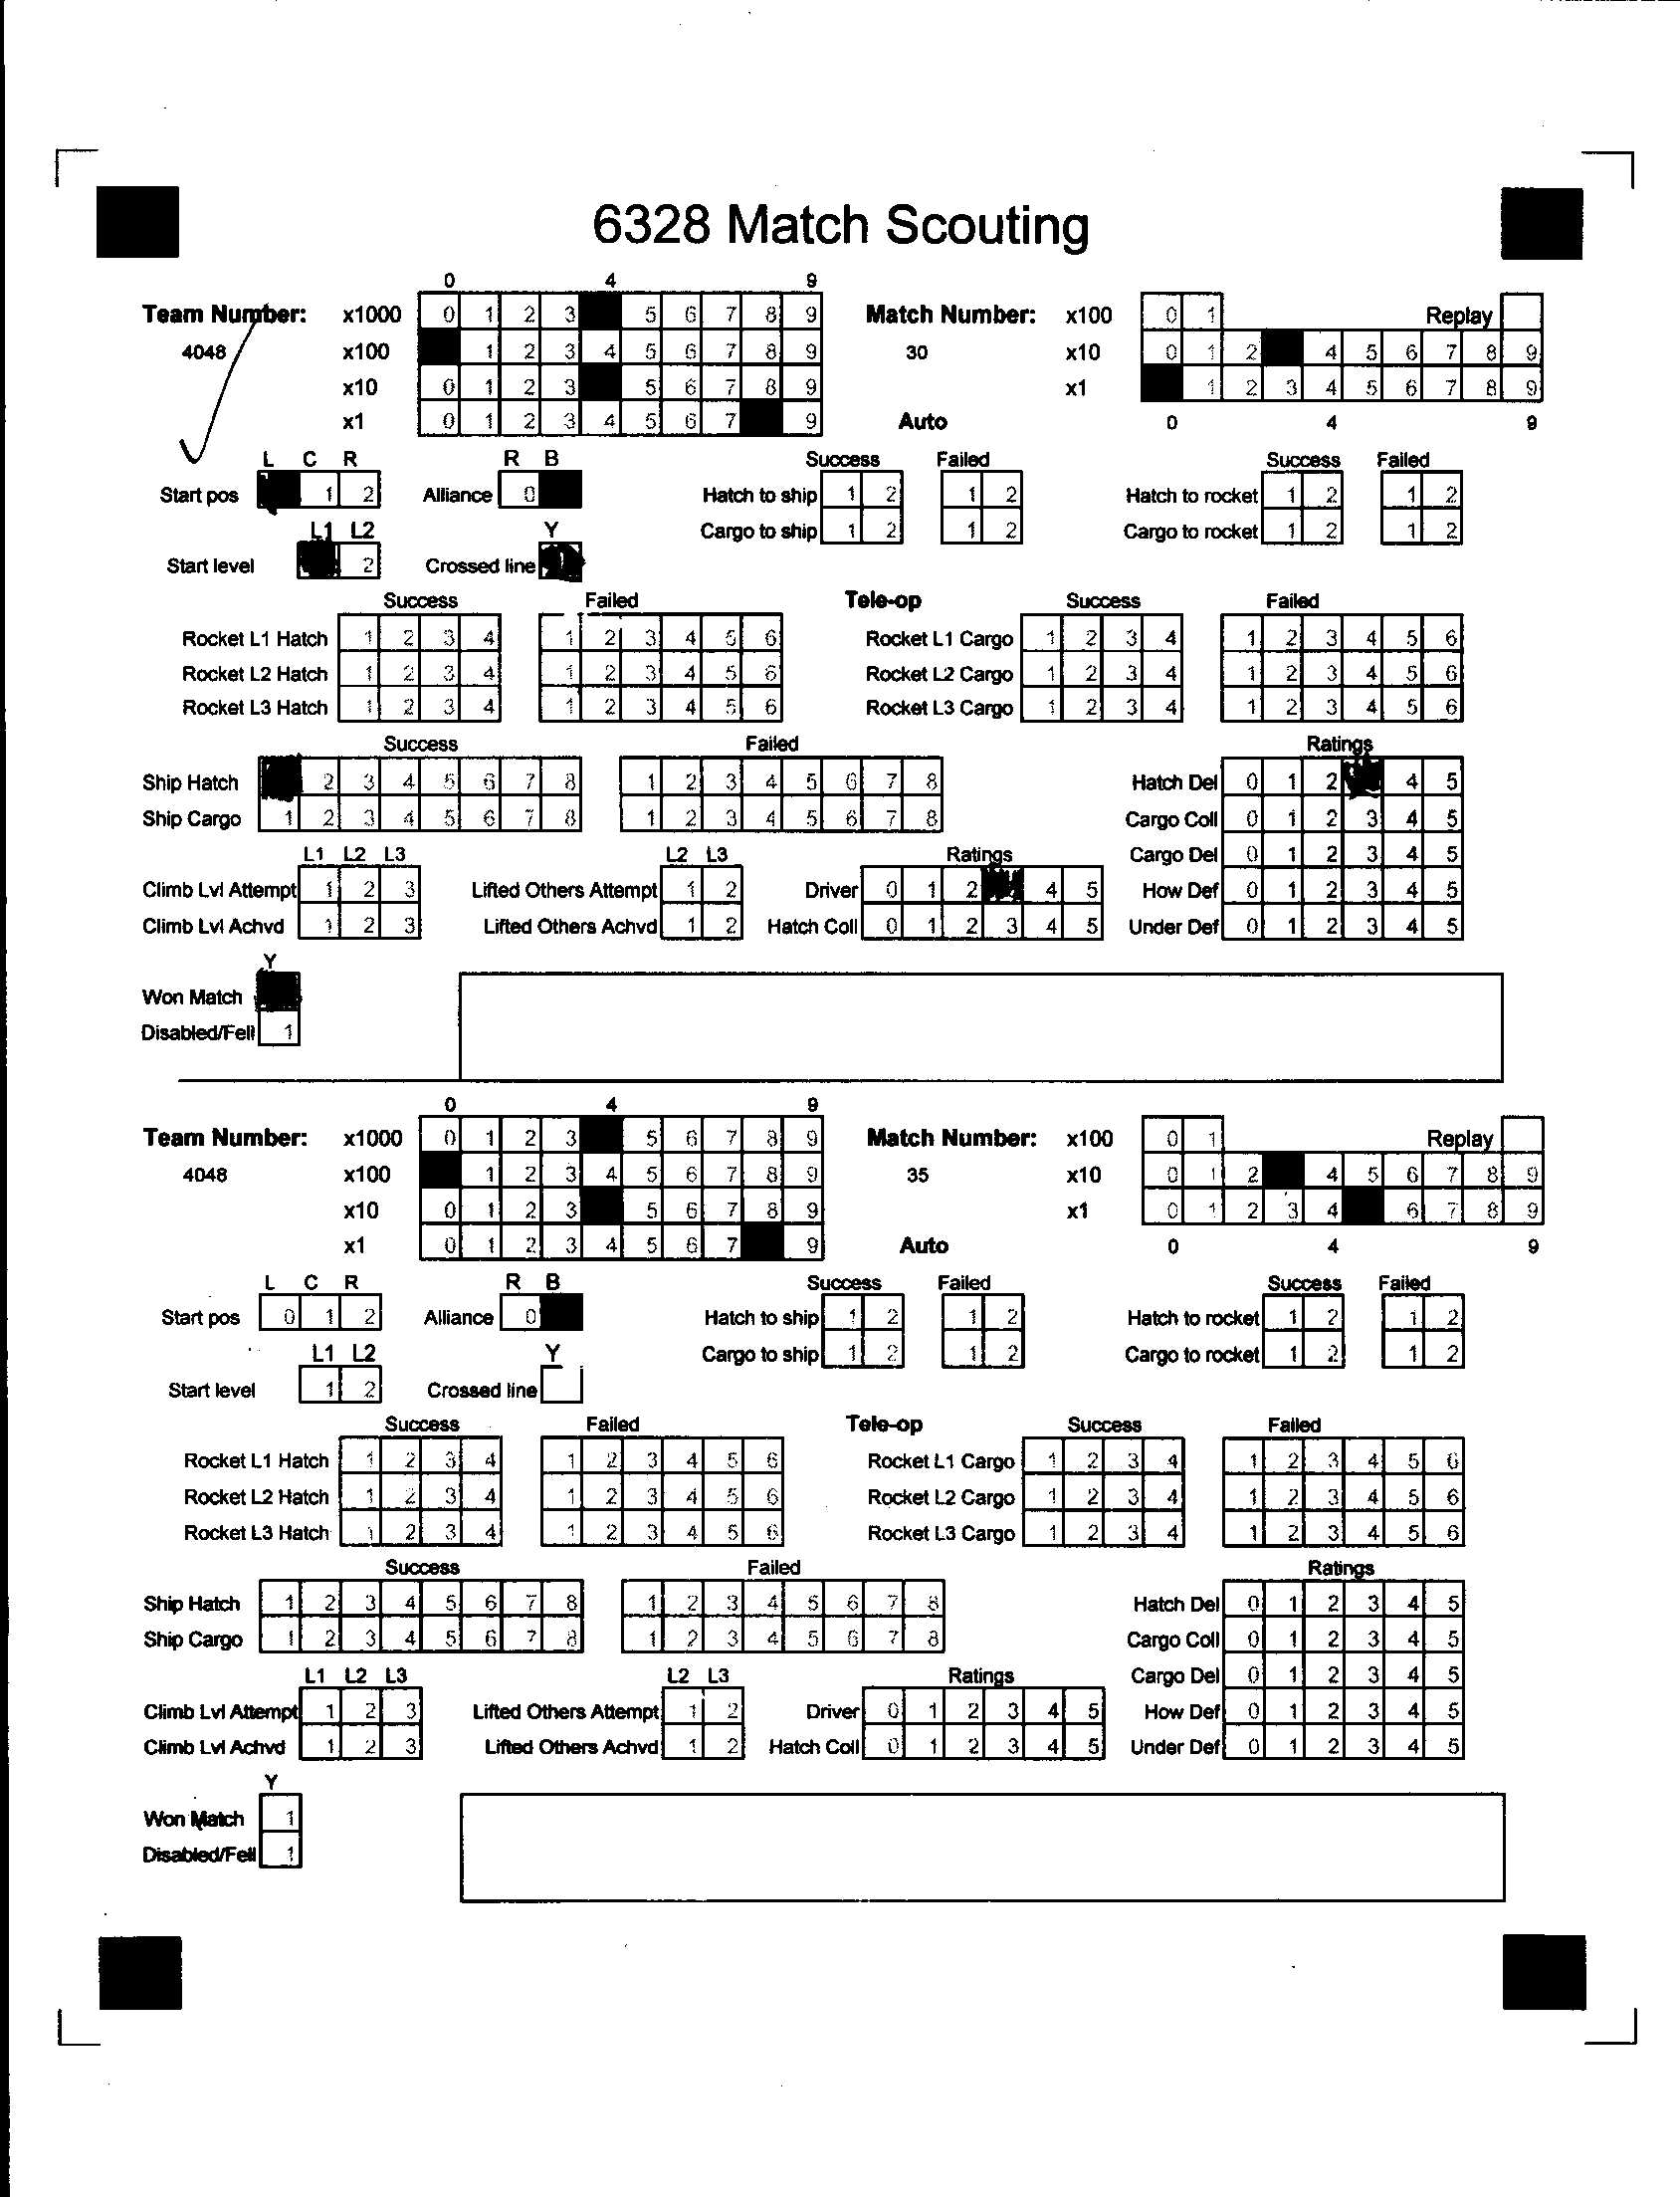 6328 Match Scouting
0 4 9
Team Number: x1000 0 1 2 3 5 6 7 8 9 Match Number: x100 0 1 Replay
4048 x100 1 2 3 4 5 6 7 8 9 30 x10 0 1 2 4 5 6 7 8 9
x10 0 1 2 3 5 6 7 8 9 x1 1 2 3 4 5 6 7 8 9
x1 0 1 2 3 4 5 6 7 9 Auto 0 4 9
L C R R B Success Failed Success Failed
Start pos 1 2 Alliance 0 Hatch to ship 1 2 1 2 Hatch to rocket 1 2 1 2
L1 L2 Y Cargo to ship 1 2 1 2 Cargo to rocket 1 2 1 2
Start level 2 Crossed line
Success Failed Tele-op Success Failed
Rocket L1 Hatch 1 2 3 4 1 2 3 4 5 6 Rocket L1 Cargo 1 2 3 4 1 2 3 4 5 6
Rocket L2 Hatch 1 2 3 4 1 2 3 4 5 6 Rocket L2 Cargo 1 2 3 4 1 2 3 4 5 6
Rocket L3 Hatch 1 2 3 4 1 2 3 4 5 6 Rocket L3 Cargo 1 2 3 4 1 2 3 4 5 6
Success Failed Ratings
Ship Hatch 2 3 4 5 6 7 8 1 2 3 4 5 6 7 8 Hatch Del 0 1 2 4 5
Ship Cargo 1 2 3 4 5 6 7 8 1 2 3 4 5 6 7 8 Cargo Coll 0 1 2 3 4 5
L1 L2 L3 L2 L3 Ratings Cargo Del 0 1 2 3 4 5
Climb Lvl Attempt 1 2 3 Lifted Others Attempt 1 2 Driver 0 1 2 4 5 How Def 0 1 2 3 4 5
Climb Lvl Achvd 1 2 3 Lifted Others Achvd 1 2 Hatch Coll 0 1 2 3 4 5 Under Def 0 1 2 3 4 5
Y
Won Match
Disabled/Fell 1
0 4 9
Team Number: x1000 0 1 2 3 5 6 7 8 9 Match Number: x100 0 1 Replay
4048 x100 1 2 3 4 5 6 7 8 9 35 x10 0 1 2 4 5 6 7 8 9
x10 0 1 2 3 5 6 7 8 9 x1 0 1 2 3 4 6 7 8 9
x1 0 1 2 3 4 5 6 7 9 Auto 0 4 9
L C R R B Success Failed Success Failed
Start pos 0 1 2 Alliance 0 Hatch to ship 1 2 1 2 Hatch to rocket 1 2 1 2
L1 L2 Y Cargo to ship 1 2 1 2 Cargo to rocket 1 2 1 2
Start level 1 2 Crossed line
Success Failed Tele-op Success Failed
Rocket L1 Hatch 1 2 3 4 1 2 3 4 5 6 Rocket L1 Cargo 1 2 3 4 1 2 3 4 5 6
Rocket L2 Hatch 1 2 3 4 1 2 3 4 5 6 Rocket L2 Cargo 1 2 3 4 1 2 3 4 5 6
Rocket L3 Hatch 1 2 3 4 1 2 3 4 5 6 Rocket L3 Cargo 1 2 3 4 1 2 3 4 5 6
Success Failed Ratings
Ship Hatch 1 2 3 4 5 6 7 8 1 2 3 4 5 6 7 8 Hatch Del 0 1 2 3 4 5
Ship Cargo 1 2 3 4 5 6 7 8 1 2 3 4 5 6 7 8 Cargo Coll 0 1 2 3 4 5
L1 L2 L3 L2 L3 Ratings Cargo Del 0 1 2 3 4 5
Climb Lvl Attempt 1 2 3 Lifted Others Attempt 1 2 Driver 0 1 2 3 4 5 How Def 0 1 2 3 4 5
Climb Lvl Achvd 1 2 3 Lifted Others Achvd 1 2 Hatch Coll 0 1 2 3 4 5 Under Def 0 1 2 3 4 5
Y
Won Match 1
Disabled/Fell 1